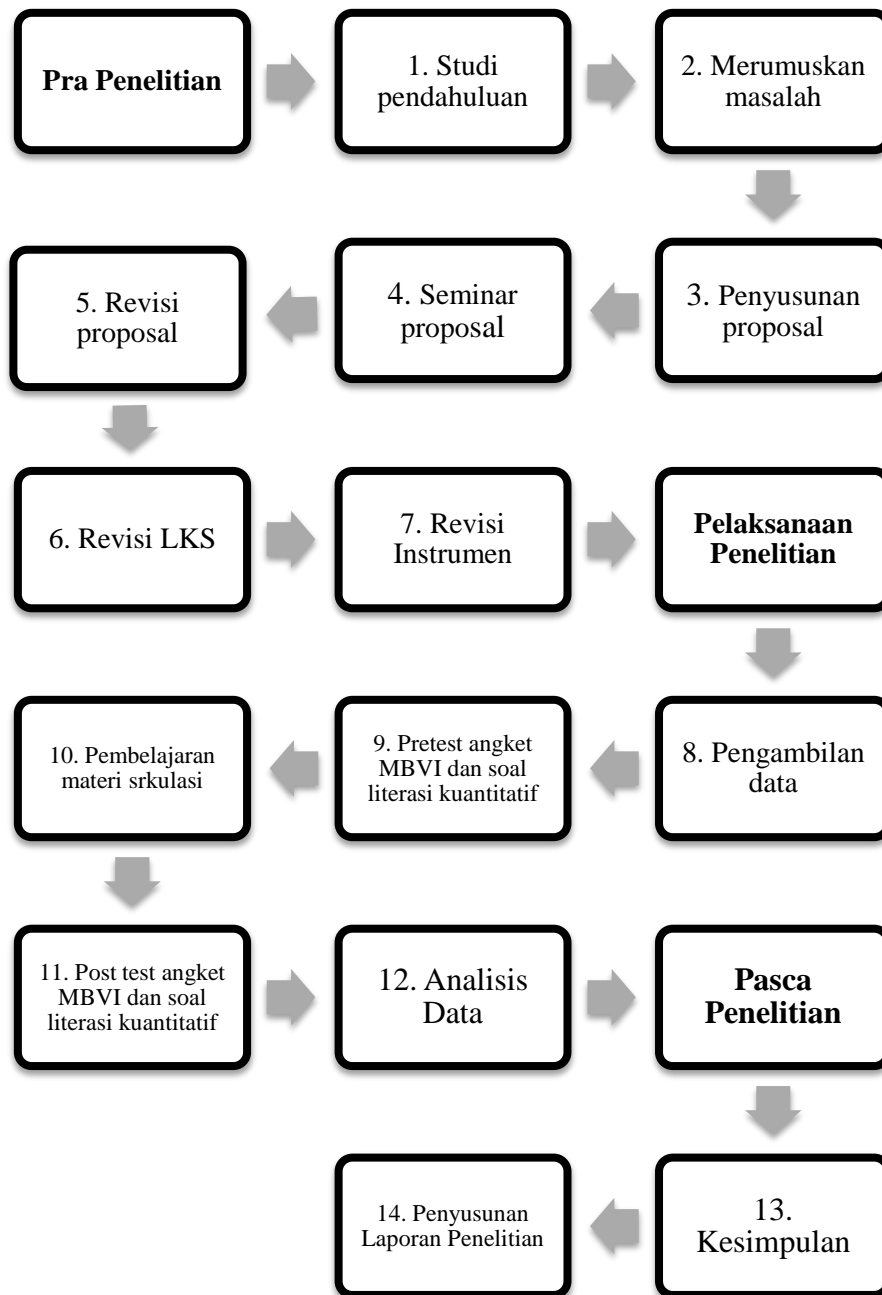 Pra Penelitian
1. Studi
pendahuluan
2. Merumuskan
masalah
3. Penyusunan
proposal
4. Seminar
proposal
5. Revisi
proposal
6. Revisi LKS
7. Revisi
Instrumen
Pelaksanaan
Penelitian
8. Pengambilan
data
9. Pretest angket
MBVI dan soal
literasi kuantitatif
10. Pembelajaran
materi srkulasi
11. Post test angket
MBVI dan soal
literasi kuantitatif
12. Analisis
Data
Pasca
Penelitian
13.
Kesimpulan
14. Penyusunan
Laporan Penelitian